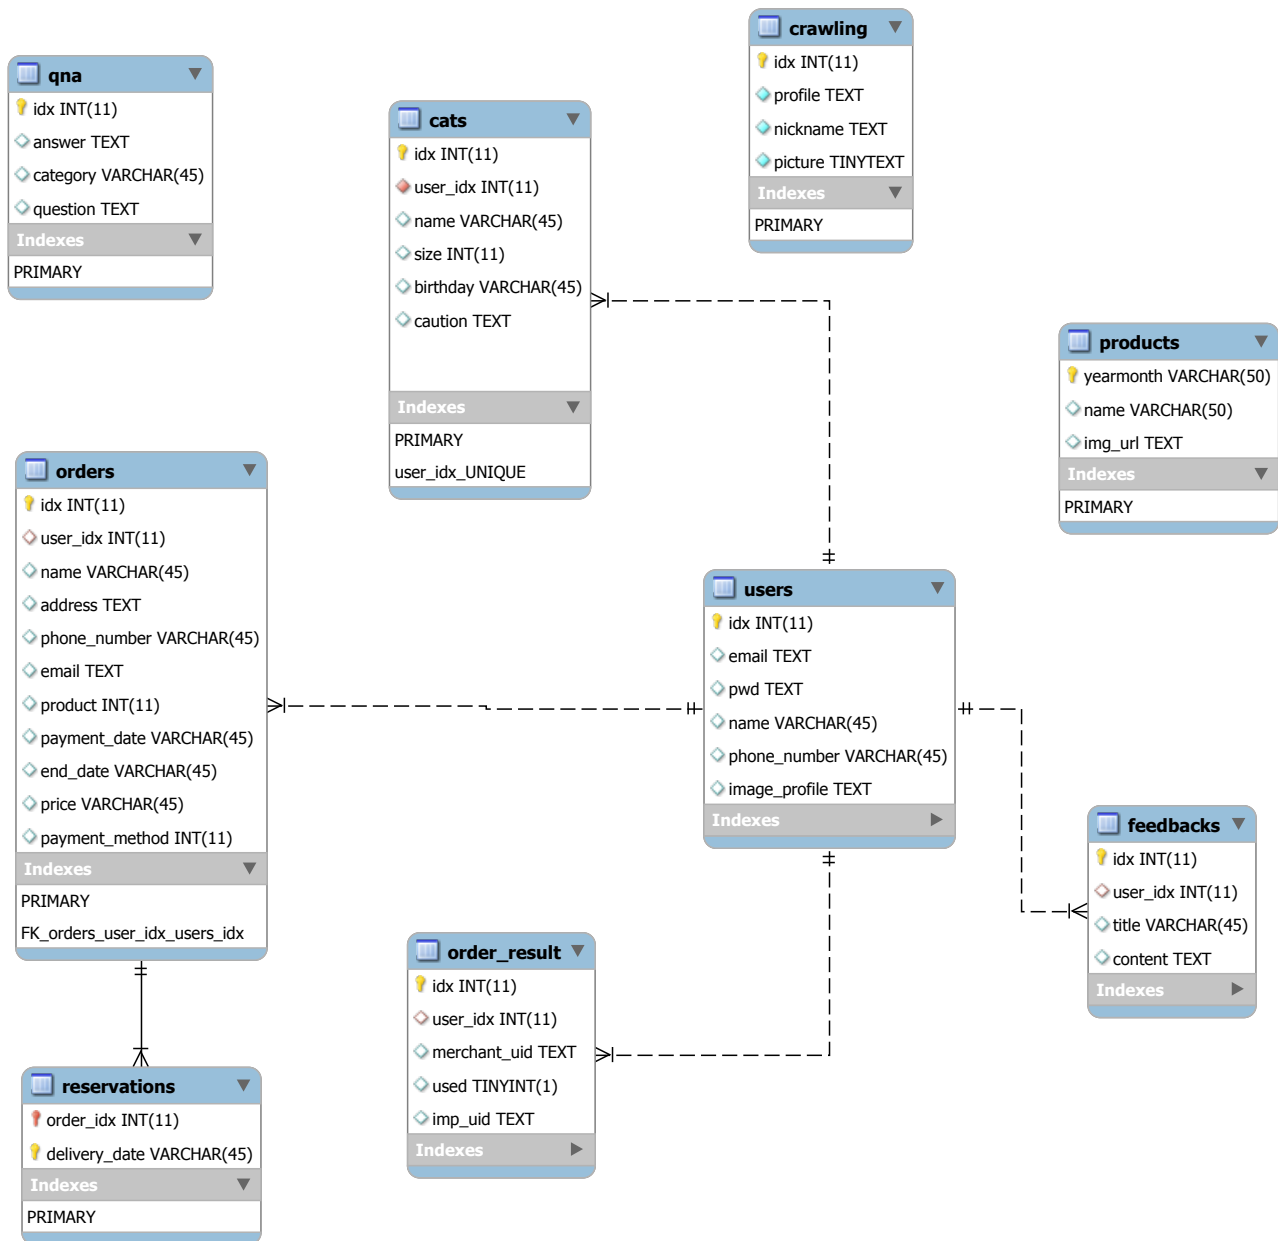 qna
idx INT(11)
answer TEXT
category VARCHAR(45)
question TEXT
Indexes
PRIMARY
cats
idx INT(11)
user_idx INT(11)
name VARCHAR(45)
size INT(11)
birthday VARCHAR(45)
caution TEXT
Indexes
PRIMARY
user_idx_UNIQUE
crawling
idx INT(11)
profile TEXT
nickname TEXT
picture TINYTEXT
Indexes
PRIMARY
products
yearmonth VARCHAR(50)
name VARCHAR(50)
img_url TEXT
Indexes
PRIMARY
orders
idx INT(11)
user_idx INT(11)
name VARCHAR(45)
address TEXT
phone_number VARCHAR(45)
email TEXT
product INT(11)
payment_date VARCHAR(45)
end_date VARCHAR(45)
price VARCHAR(45)
payment_method INT(11)
Indexes
PRIMARY
FK_orders_user_idx_users_idx
users
idx INT(11)
email TEXT
pwd TEXT
name VARCHAR(45)
phone_number VARCHAR(45)
image_profile TEXT
Indexes
feedbacks
idx INT(11)
user_idx INT(11)
title VARCHAR(45)
content TEXT
Indexes
order_result
idx INT(11)
user_idx INT(11)
merchant_uid TEXT
used TINYINT(1)
imp_uid TEXT
Indexes
reservations
order_idx INT(11)
delivery_date VARCHAR(45)
Indexes
PRIMARY